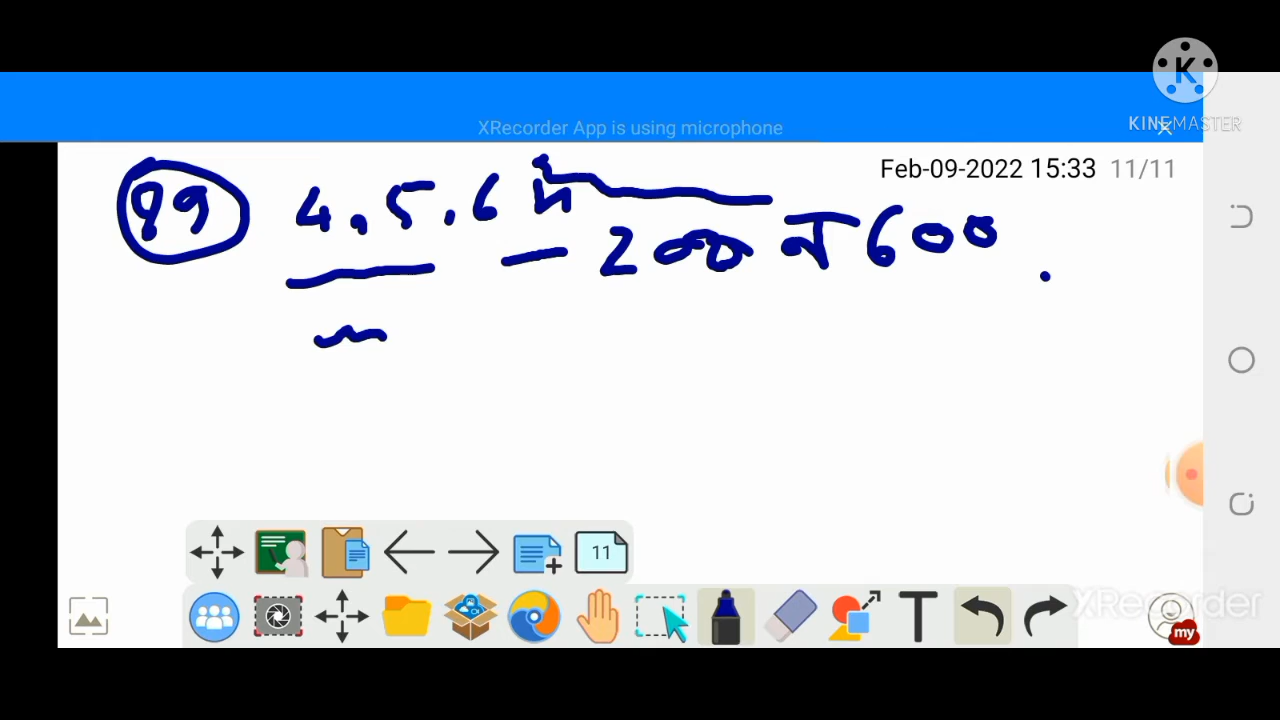 K
KINEMASTER
XRecorder App is using microphone
Feb-09-2022 15:33 11/11
89 4, 5, 6 से
200 व 600
11
T
XRecorder
my